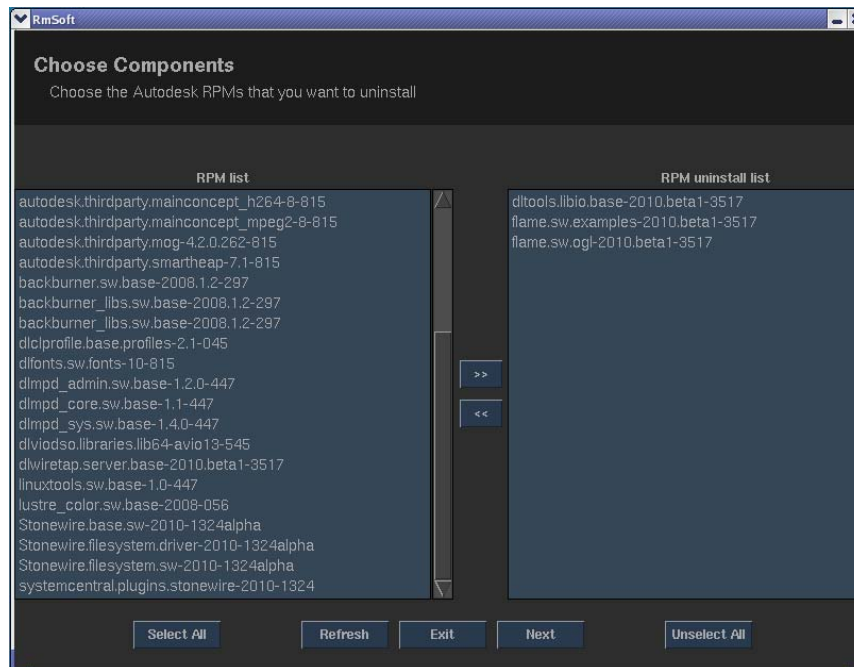 RmSoft
Choose Components
Choose the Autodesk RPMs that you want to uninstall
RPM list
autodesk.thirdparty.mainconcept_h264-8-815
autodesk.thirdparty.mainconcept_mpeg2-8-815
autodesk.thirdparty.mog-4.2.0.262-815
autodesk.thirdparty.smartheap-7.1-815
backburner.sw.base-2008.1.2-297
backburner_libs.sw.base-2008.1.2-297
backburner_libs.sw.base-2008.1.2-297
dlclprofile.base.profiles-2.1-045
dlfonts.sw.fonts-10-815
dlmpd_admin.sw.base-1.2.0-447
dlmpd_core.sw.base-1.1-447
dlmpd_sys.sw.base-1.4.0-447
dlviodso.libraries.lib64-avio13-545
dlwiretap.server.base-2010.beta1-3517
linuxtools.sw.base-1.0-447
lustre_color.sw.base-2008-056
Stonewire.base.sw-2010-1324alpha
Stonewire.filesystem.driver-2010-1324alpha
Stonewire.filesystem.sw-2010-1324alpha
systemcentral.plugins.stonewire-2010-1324
>>
<<
RPM uninstall list
dltools.libio.base-2010.beta1-3517
flame.sw.examples-2010.beta1-3517
flame.sw.ogl-2010.beta1-3517
Select All
Refresh
Exit
Next
Unselect All